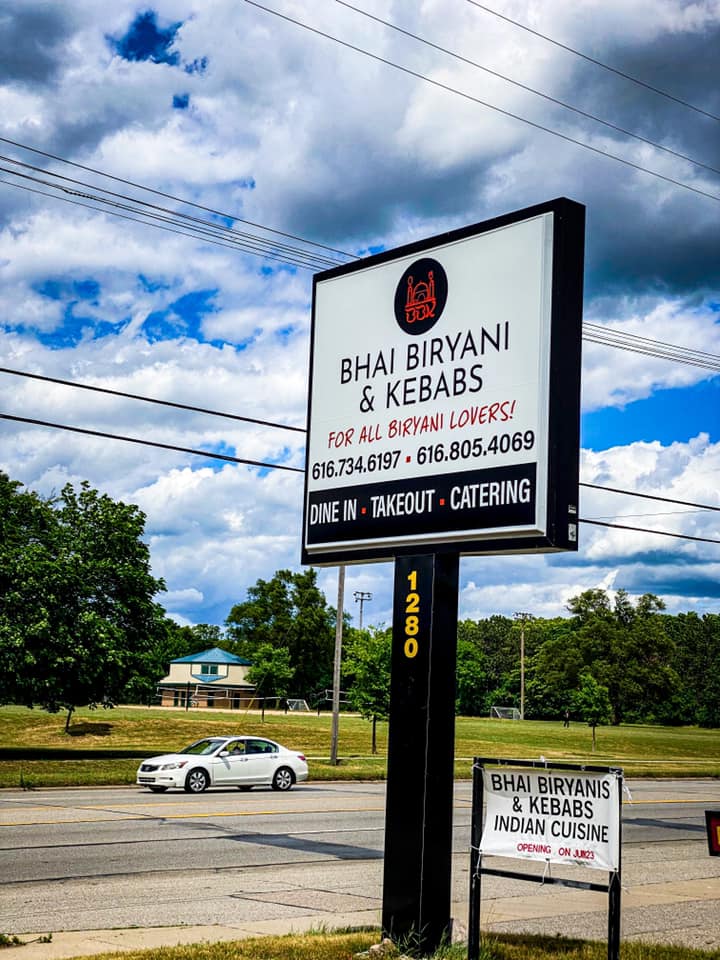 BHAI BIRYANI
& KEBABS
FOR ALL BIRYANI LOVERS!
616.734.6197 • 616.805.4069
DINE IN • TAKEOUT • CATERING
1280
BHAI BIRYANIS
& KEBABS
INDIAN CUISINE
OPENING . ON